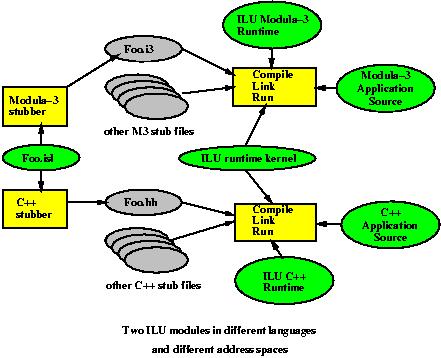 ILU Modula-3
Runtime
Foo.i3
Compile
Link
Run
Modula-3
Application
Source
Modula-3
stubber
other M3 stub files
Foo.isl
ILU runtime kernel
C++
stubber
Foo.hh
Compile
Link
Run
C++
Application
Source
other C++ stub files
ILU C++
Runtime
Two ILU modules in different languages
and different address spaces